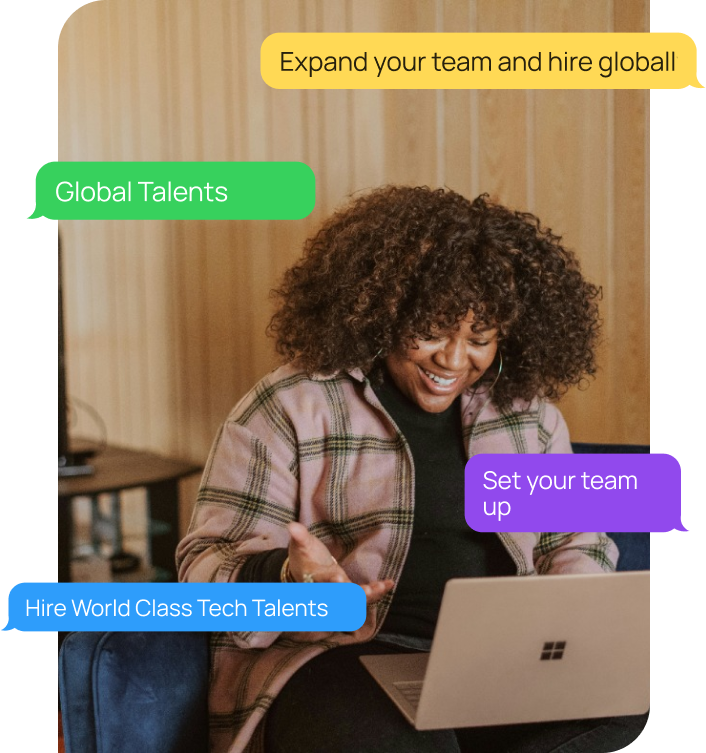 Expand your team and hire globall
Global Talents
Set your team
up
Hire World Class Tech Talents